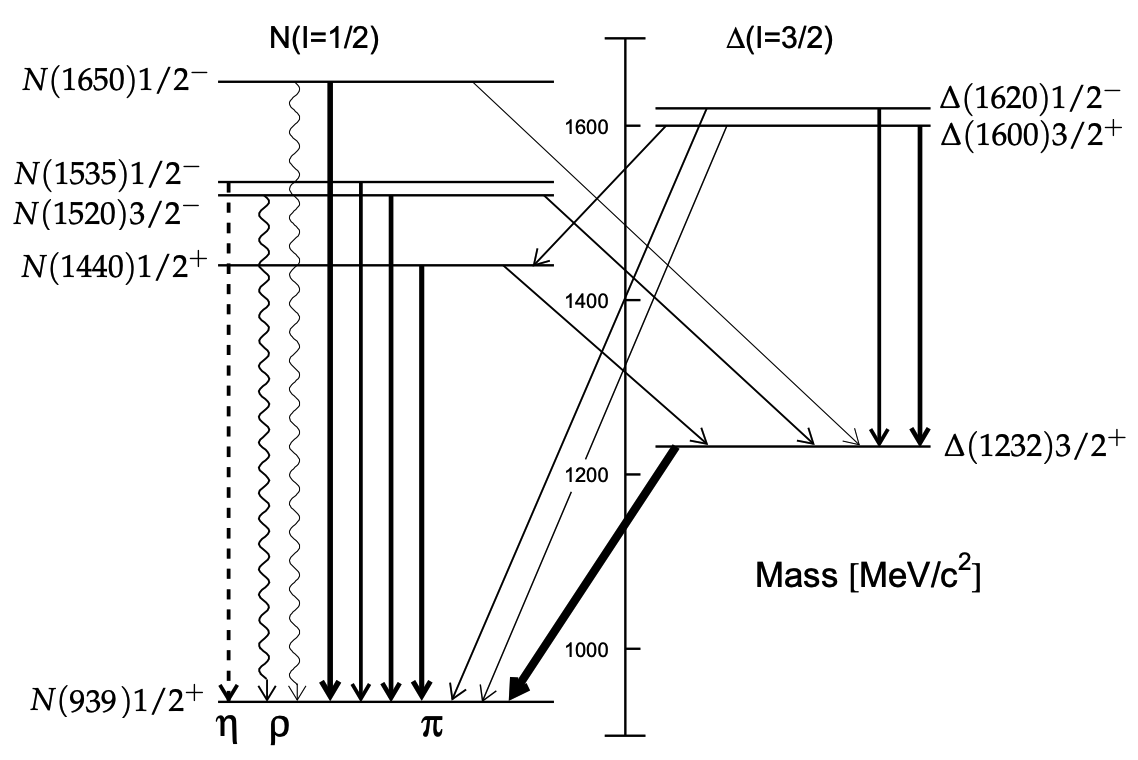 N(I=1/2)
Δ(I=3/2)
N(1650)1/2⁻
Δ(1620)1/2⁻
1600
Δ(1600)3/2⁺
N(1535)1/2⁻
N(1520)3/2⁻
N(1440)1/2⁺
1400
Δ(1232)3/2⁺
1200
Mass [MeV/c²]
1000
N(939)1/2⁺
η ρ π